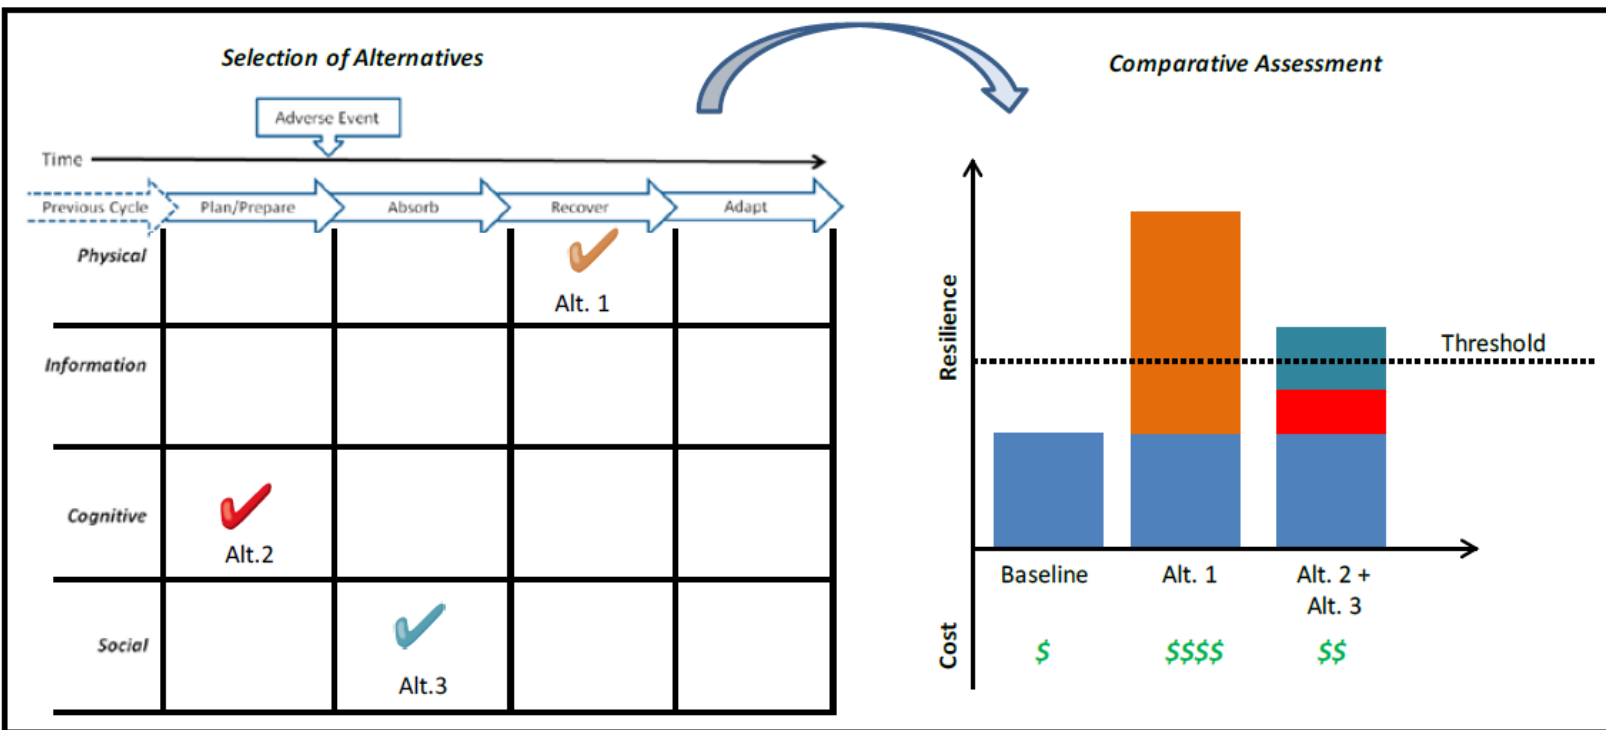 Selection of Alternatives
Adverse Event
Time
Previous Cycle
Plan/Prepare
Absorb
Recover
Adapt
Physical
Alt. 1
Information
Cognitive
Alt.2
Social
Alt.3
Comparative Assessment
Resilience
Threshold
Baseline
Alt. 1
Alt. 2 +
Alt. 3
Cost
$
$$$$
$$